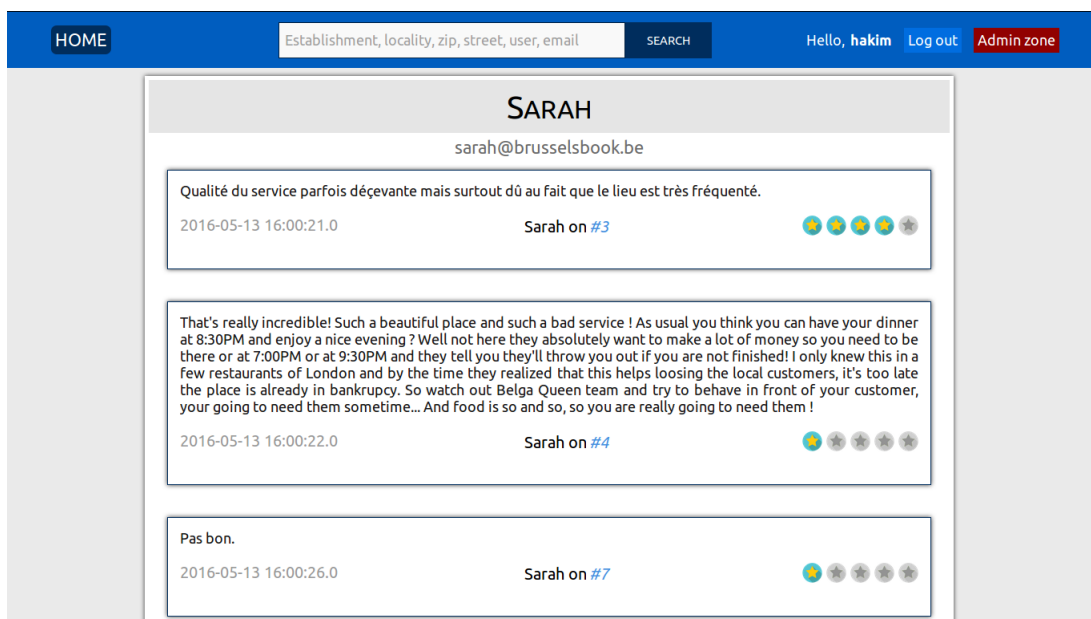 HOME
Establishment, locality, zip, street, user, email
SEARCH
Hello, hakim
Log out
Admin zone
SARAH
sarah@brusselsbook.be
Qualité du service parfois déçevante mais surtout dû au fait que le lieu est très fréquenté.
2016-05-13 16:00:21.0
Sarah on #3
That's really incredible! Such a beautiful place and such a bad service ! As usual you think you can have your dinner
at 8:30PM and enjoy a nice evening ? Well not here they absolutely want to make a lot of money so you need to be
there or at 7:00PM or at 9:30PM and they tell you they'll throw you out if you are not finished! I only knew this in a
few restaurants of London and by the time they realized that this helps loosing the local customers, it's too late
the place is already in bankrupcy. So watch out Belga Queen team and try to behave in front of your customer,
your going to need them sometime... And food is so and so, so you are really going to need them !
2016-05-13 16:00:22.0
Sarah on #4
Pas bon.
2016-05-13 16:00:26.0
Sarah on #7